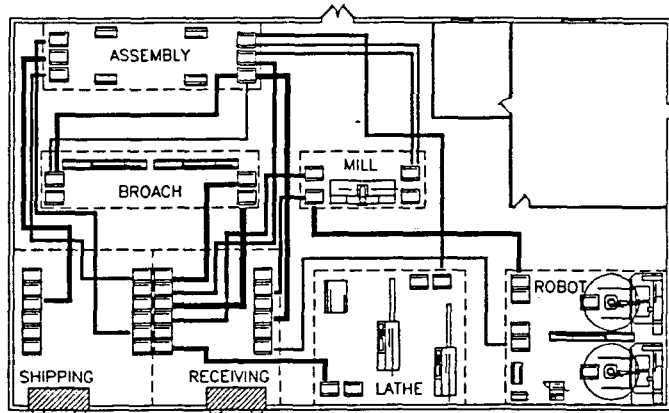 ASSEMBLY
MILL
BROACH
ROBOT
SHIPPING
RECEIVING
LATHE